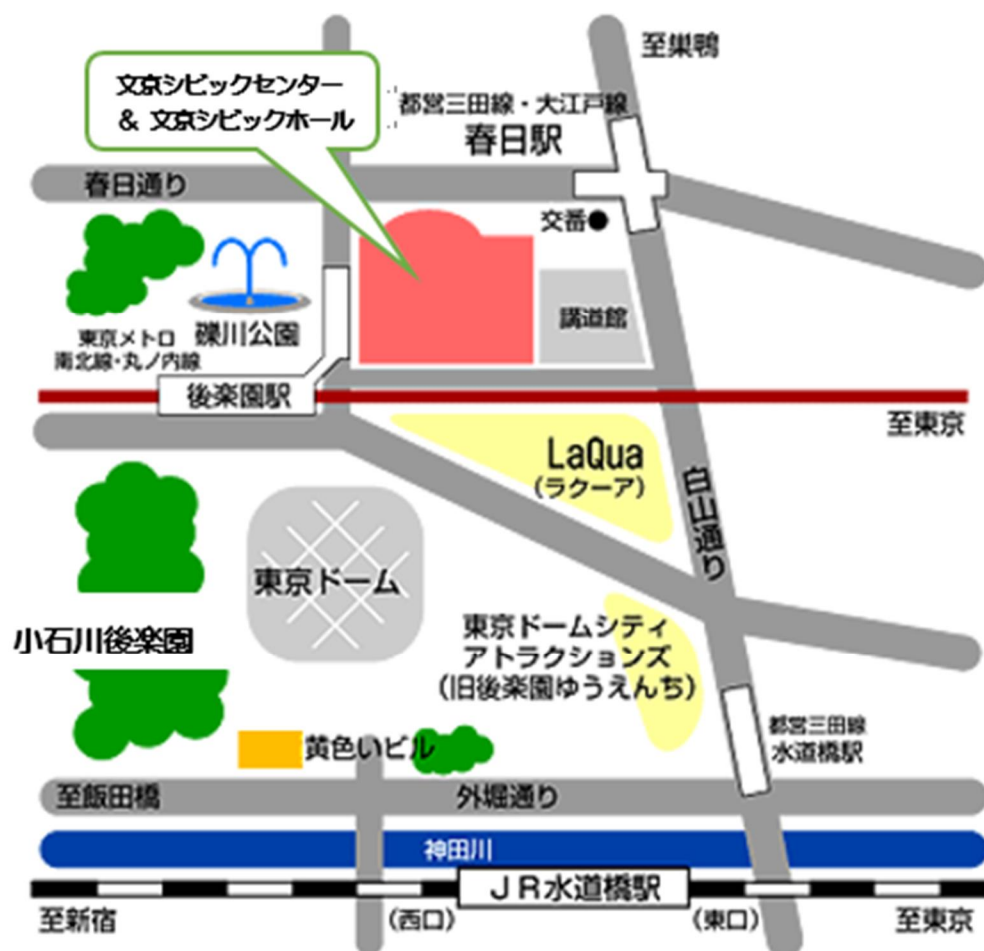 至巣鴨
文京シビックセンター
& 文京シビックホール
都営三田線・大江戸線
春日駅
春日通り
交番
講道館
東京メトロ
南北線・丸ノ内線
礫川公園
後楽園駅
至東京
LaQua
(ラクーア)
白山通り
東京ドーム
小石川後楽園
東京ドームシティ
アトラクションズ
(旧後楽園ゆうえんち)
都営三田線
水道橋駅
黄色いビル
至飯田橋
外堀通り
神田川
JR水道橋駅
至新宿
(西口)
(東口)
至東京